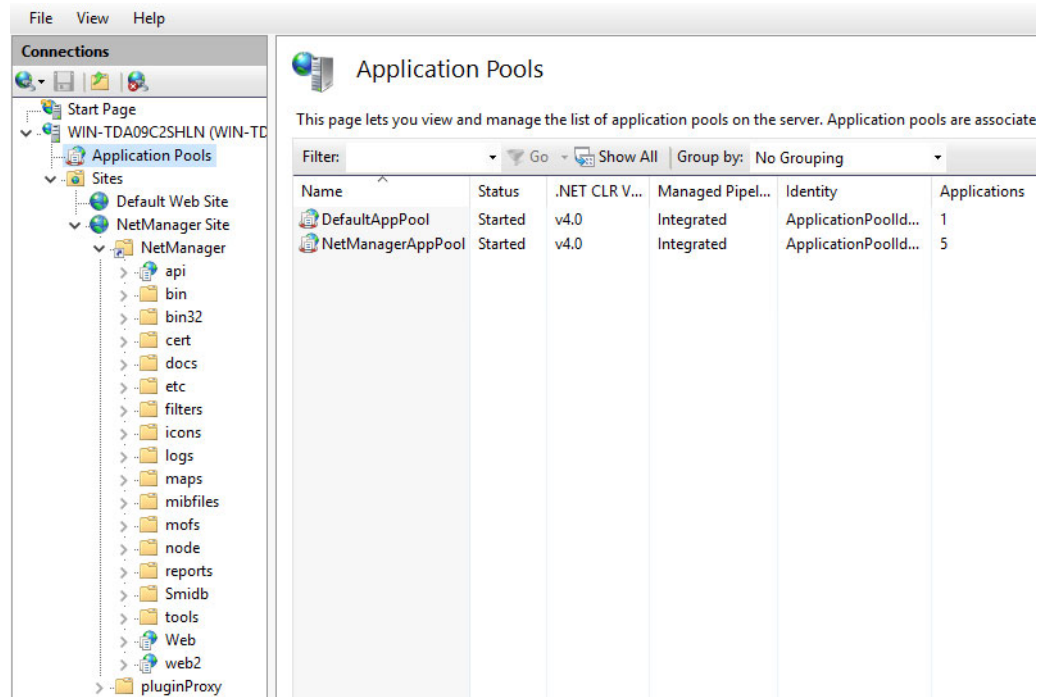 File View Help
Connections
Start Page
WIN-TDA09C2SHLN (WIN-TD
Application Pools
Sites
Default Web Site
NetManager Site
NetManager
api
bin
bin32
cert
docs
etc
filters
icons
logs
maps
mibfiles
mofs
node
reports
Smidb
tools
Web
web2
pluginProxy
Application Pools
This page lets you view and manage the list of application pools on the server. Application pools are associate
Filter: Go Show All Group by: No Grouping
Name Status .NET CLR V... Managed Pipel... Identity Applications
DefaultAppPool Started v4.0 Integrated ApplicationPoolId... 1
NetManagerAppPool Started v4.0 Integrated ApplicationPoolId... 5